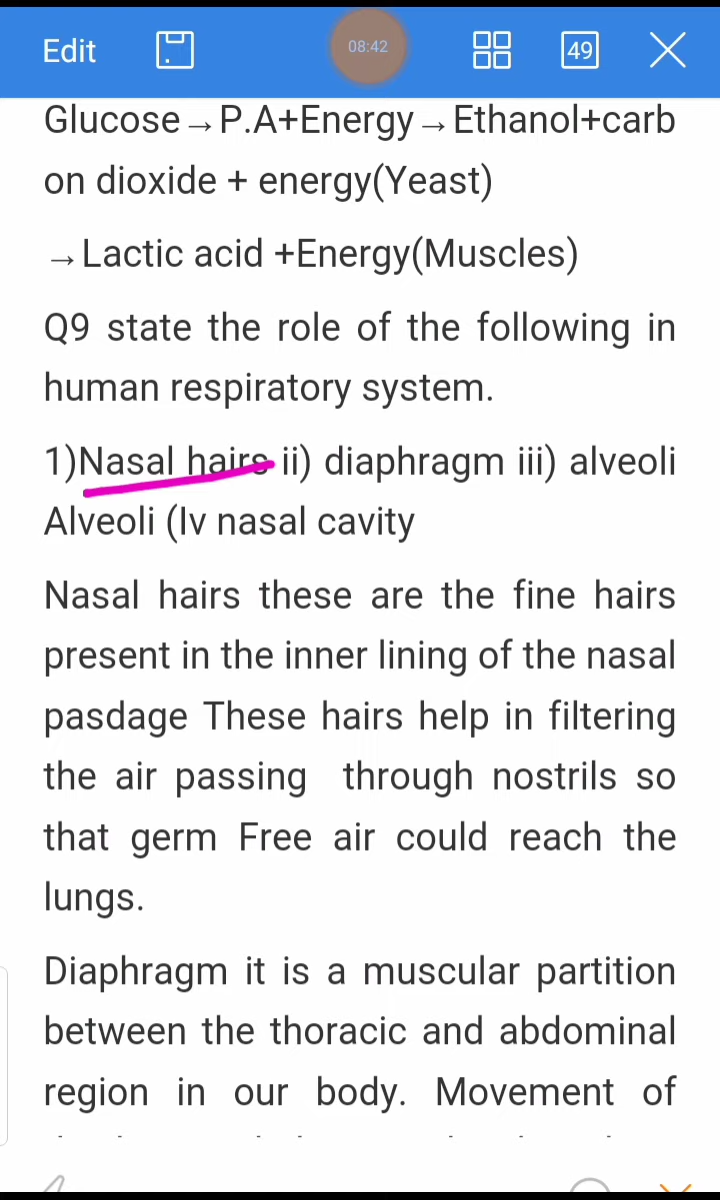 Edit
08:42
49
Glucose→P.A+Energy→Ethanol+carb
on dioxide + energy(Yeast)
→Lactic acid +Energy(Muscles)
Q9 state the role of the following in
human respiratory system.
1)Nasal hairs ii) diaphragm iii) alveoli
Alveoli (Iv nasal cavity
Nasal hairs these are the fine hairs
present in the inner lining of the nasal
pasdage These hairs help in filtering
the air passing through nostrils so
that germ Free air could reach the
lungs.
Diaphragm it is a muscular partition
between the thoracic and abdominal
region in our body. Movement of